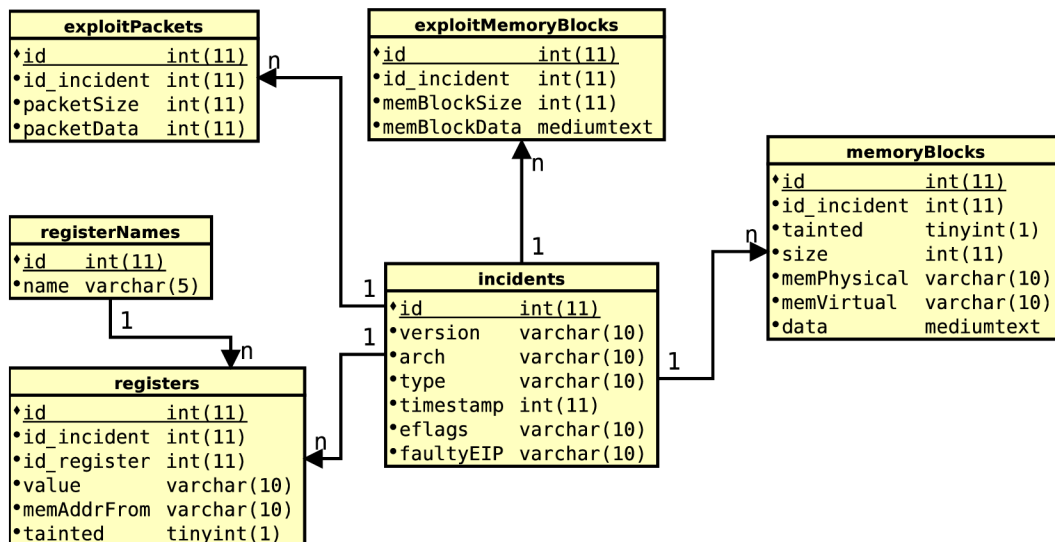 exploitPackets
id int(11)
id_incident int(11)
packetSize int(11)
packetData int(11)
exploitMemoryBlocks
id int(11)
id_incident int(11)
memBlockSize int(11)
memBlockData mediumtext
memoryBlocks
id int(11)
id_incident int(11)
tainted tinyint(1)
size int(11)
memPhysical varchar(10)
memVirtual varchar(10)
data mediumtext
registerNames
id int(11)
name varchar(5)
incidents
id int(11)
version varchar(10)
arch varchar(10)
type varchar(10)
timestamp int(11)
eflags varchar(10)
faultyEIP varchar(10)
registers
id int(11)
id_incident int(11)
id_register int(11)
value varchar(10)
memAddrFrom varchar(10)
tainted tinyint(1)
n
1
n
1
n
1
1
n
1
n